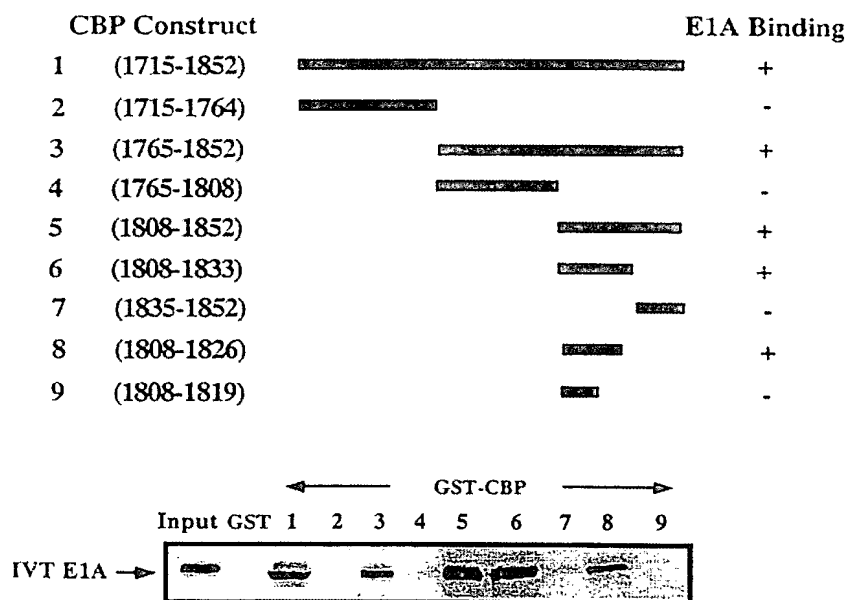 CBP Construct E1A Binding
1 (1715-1852) +
2 (1715-1764) -
3 (1765-1852) +
4 (1765-1808) -
5 (1808-1852) +
6 (1808-1833) +
7 (1835-1852) -
8 (1808-1826) +
9 (1808-1819) -
GST-CBP
Input GST 1 2 3 4 5 6 7 8 9
IVT E1A